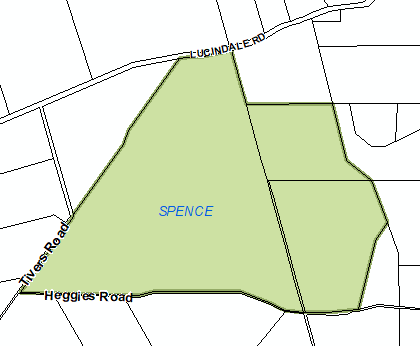 LUCINDALE RD
SPENCE
Tivers Road
Heggies Road